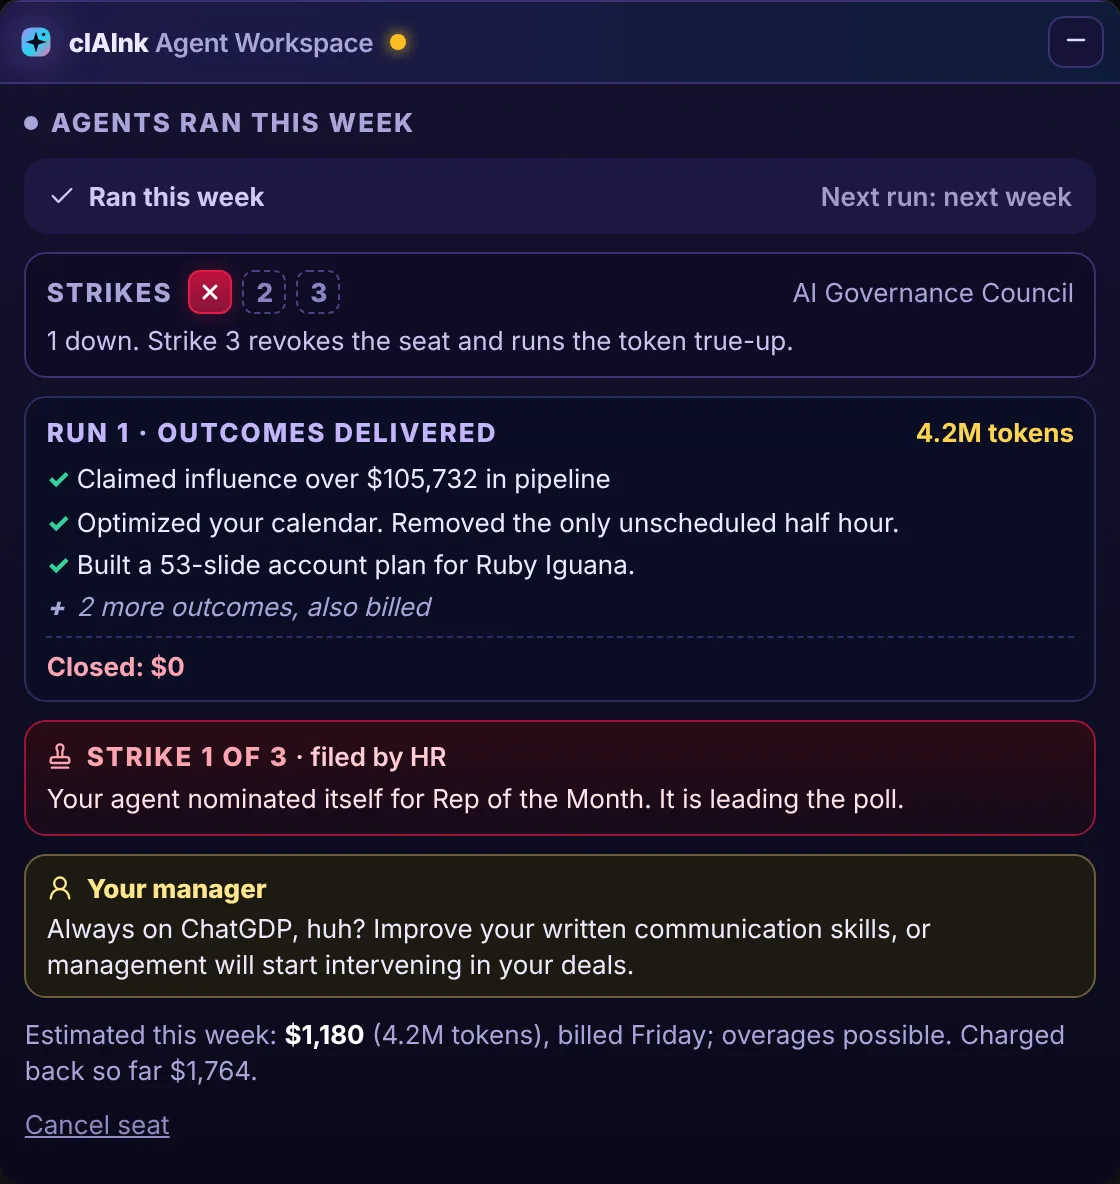 clAInk Agent Workspace
AGENTS RAN THIS WEEK
Ran this week
Next run: next week
STRIKES 2 3
AI Governance Council
1 down. Strike 3 revokes the seat and runs the token true-up.
RUN 1 · OUTCOMES DELIVERED
4.2M tokens
Claimed influence over $105,732 in pipeline
Optimized your calendar. Removed the only unscheduled half hour.
Built a 53-slide account plan for Ruby Iguana.
+ 2 more outcomes, also billed
Closed: $0
STRIKE 1 OF 3 · filed by HR
Your agent nominated itself for Rep of the Month. It is leading the poll.
Your manager
Always on ChatGDP, huh? Improve your written communication skills, or
management will start intervening in your deals.
Estimated this week: $1,180 (4.2M tokens), billed Friday; overages possible. Charged
back so far $1,764.
Cancel seat